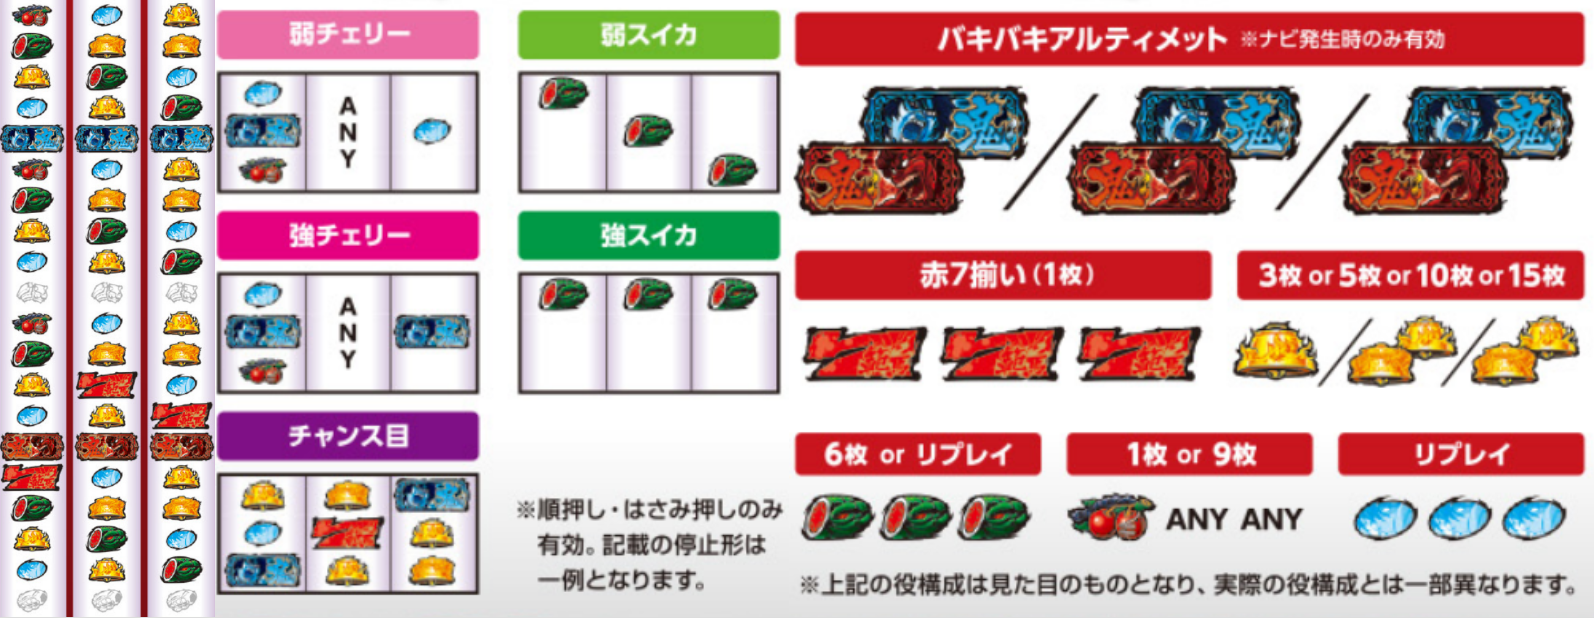 弱チェリー
A
N
Y
強チェリー
A
N
Y
チャンス目
弱スイカ
強スイカ
※順押し・はさみ押しのみ
有効。記載の停止形は
一例となります。
バキバキアルティメット ※ナビ発生時のみ有効
赤7揃い(1枚)
3枚 or 5枚 or 10枚 or 15枚
6枚 or リプレイ
1枚 or 9枚
リプレイ
ANY ANY
※上記の役構成は見た目のものとなり、実際の役構成とは一部異なります。